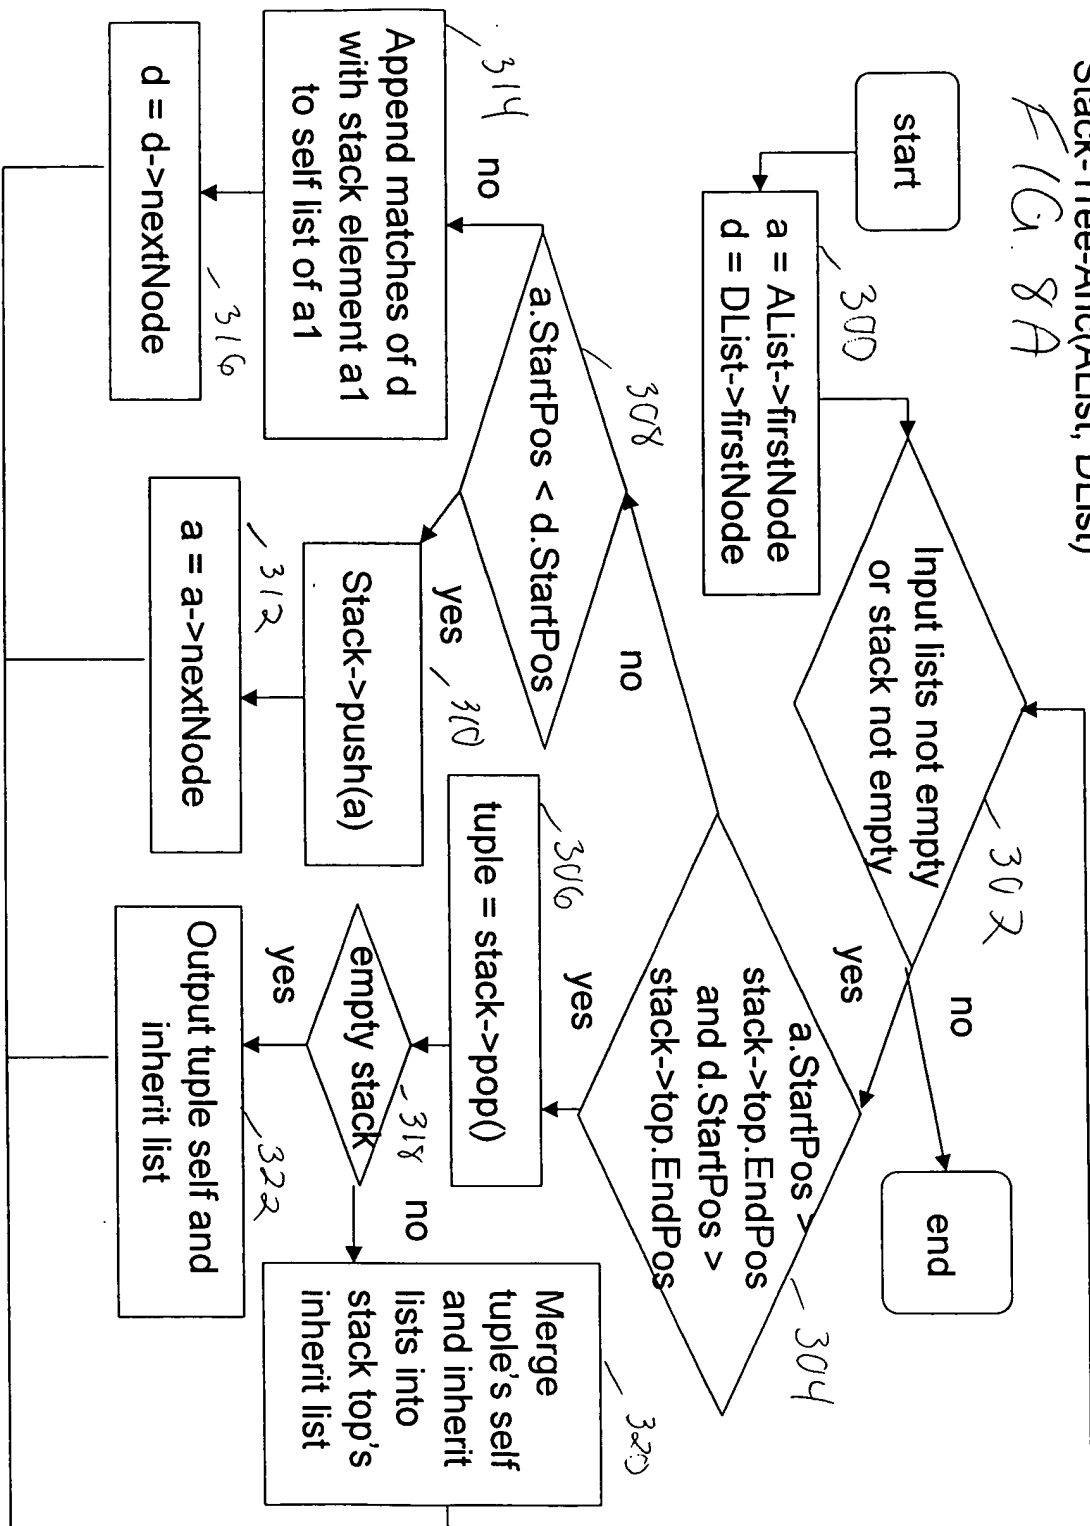 Stack-Tree-Anc(AList, DList)
FIG. 8A
start
300
a = AList->firstNode
d = DList->firstNode
Input lists not empty
or stack not empty
302
no
yes
end
a.StartPos >
stack->top.EndPos
and d.StartPos >
stack->top.EndPos
304
no
yes
308
a.StartPos < d.StartPos
no
yes
314
Append matches of d
with stack element a1
to self list of a1
316
d = d->nextNode
310
Stack->push(a)
312
a = a->nextNode
306
tuple = stack->pop()
318
empty stack
yes
no
322
Output tuple self and
inherit list
320
Merge
tuple's self
and inherit
lists into
stack top's
inherit list